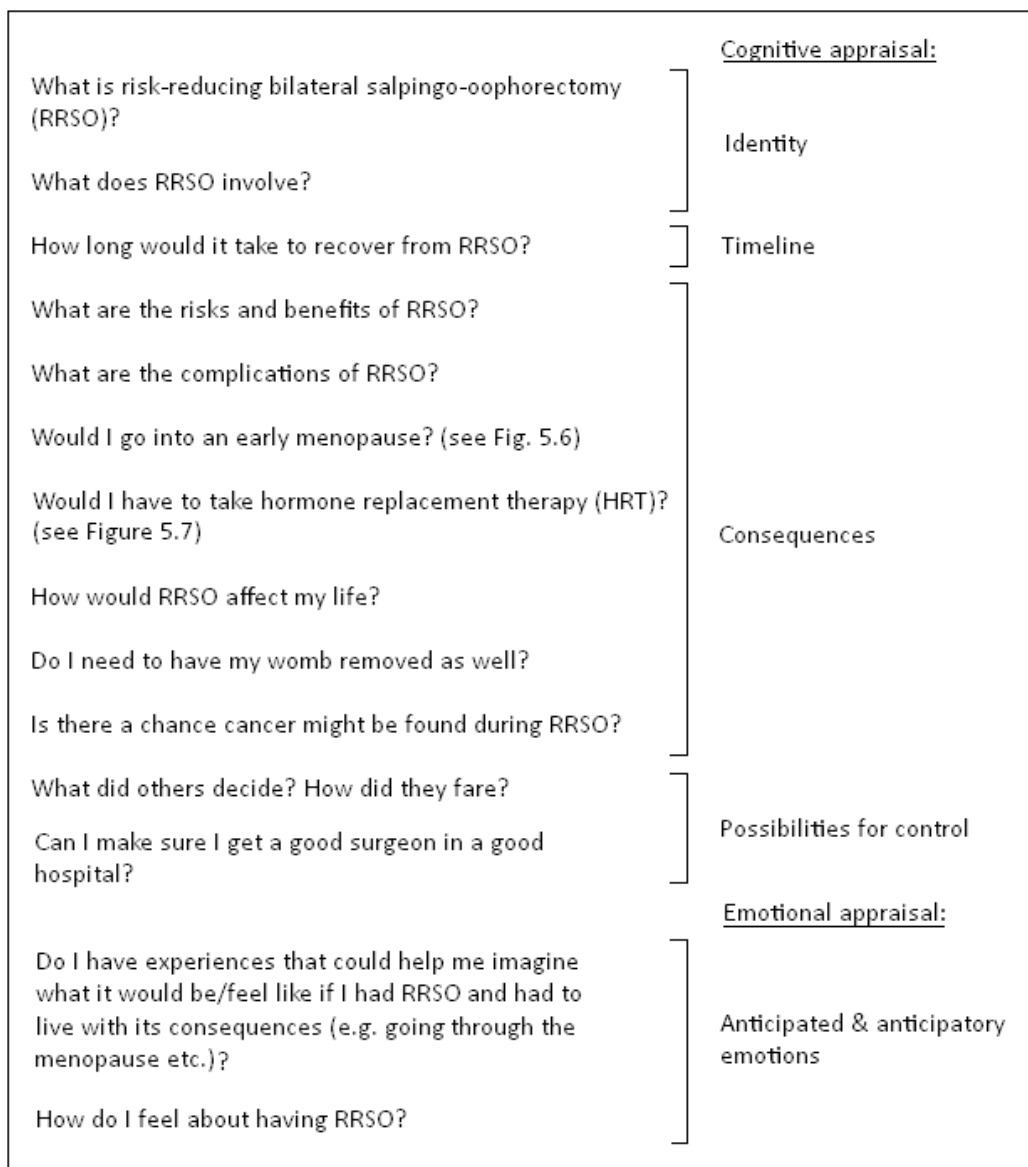 Cognitive appraisal:
What is risk-reducing bilateral salpingo-oophorectomy
(RRSO)?
Identity
What does RRSO involve?
How long would it take to recover from RRSO?
Timeline
What are the risks and benefits of RRSO?
What are the complications of RRSO?
Would I go into an early menopause? (see Fig. 5.6)
Would I have to take hormone replacement therapy (HRT)?
(see Figure 5.7)
Consequences
How would RRSO affect my life?
Do I need to have my womb removed as well?
Is there a chance cancer might be found during RRSO?
What did others decide? How did they fare?
Possibilities for control
Can I make sure I get a good surgeon in a good
hospital?
Emotional appraisal:
Do I have experiences that could help me imagine
what it would be/feel like if I had RRSO and had to
live with its consequences (e.g. going through the
menopause etc.)?
Anticipated & anticipatory
emotions
How do I feel about having RRSO?